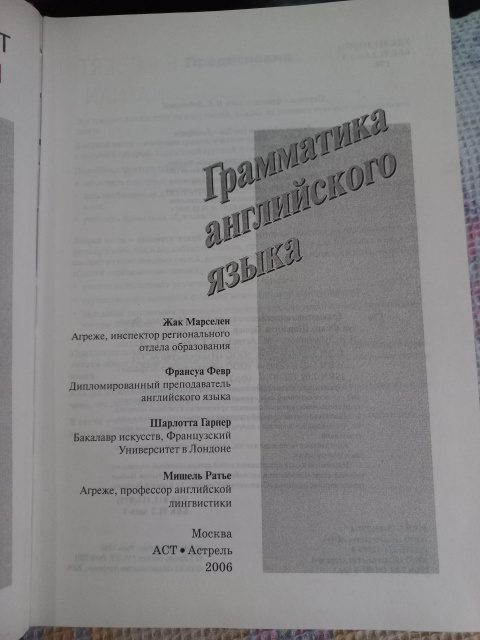 Грамматика
английского
языка
Жак Марселен
Агреже, инспектор регионального
отдела образования
Франсуа Февр
Дипломированный преподаватель
английского языка
Шарлотта Гарнер
Бакалавр искусств, Французский
Университет в Лондоне
Мишель Ратье
Агреже, профессор английской
лингвистики
Москва
АСТ • Астрель
2006